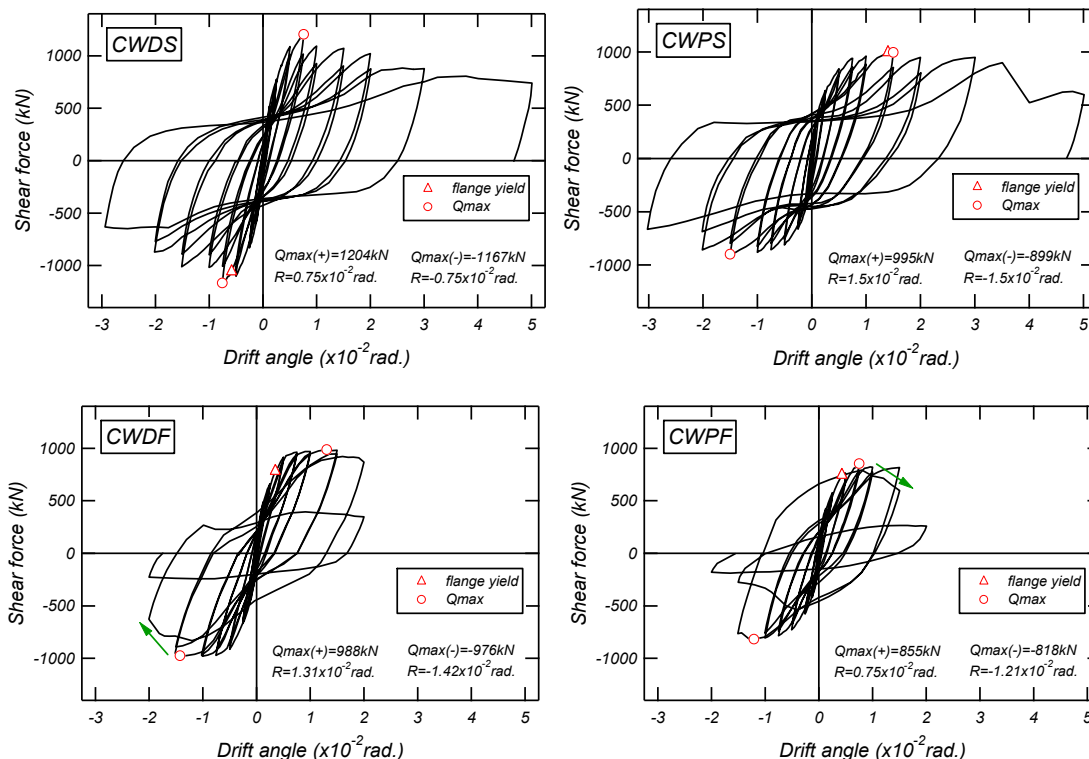 CWDS
1000
500
0
-500
-1000
Shear force (kN)
flange yield
Qmax
Qmax(+)=1204kN
R=0.75x10-2rad.
Qmax(-)=-1167kN
R=-0.75x10-2rad.
-3 -2 -1 0 1 2 3 4 5
Drift angle (x10-2rad.)
CWPS
1000
500
0
-500
-1000
Shear force (kN)
flange yield
Qmax
Qmax(+)=995kN
R=1.5x10-2rad.
Qmax(-)=-899kN
R=-1.5x10-2rad.
-3 -2 -1 0 1 2 3 4 5
Drift angle (x10-2rad.)
CWDF
1000
500
0
-500
-1000
Shear force (kN)
flange yield
Qmax
Qmax(+)=988kN
R=1.31x10-2rad.
Qmax(-)=-976kN
R=-1.42x10-2rad.
-3 -2 -1 0 1 2 3 4 5
Drift angle (x10-2rad.)
CWPF
1000
500
0
-500
-1000
Shear force (kN)
flange yield
Qmax
Qmax(+)=855kN
R=0.75x10-2rad.
Qmax(-)=-818kN
R=-1.21x10-2rad.
-3 -2 -1 0 1 2 3 4 5
Drift angle (x10-2rad.)